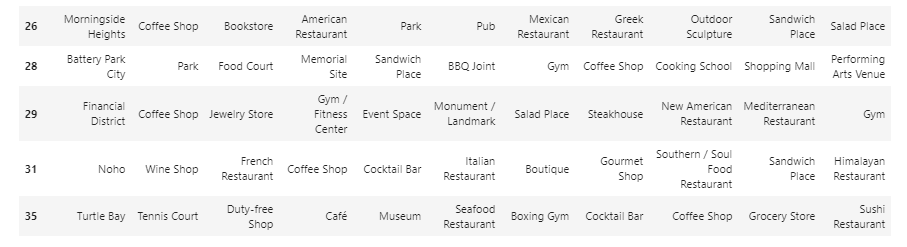 26 Morningside Heights Coffee Shop Bookstore American Restaurant Park Pub Mexican Restaurant Greek Restaurant Outdoor Sculpture Sandwich Place Salad Place
28 Battery Park City Park Food Court Memorial Site Sandwich Place BBQ Joint Gym Coffee Shop Cooking School Shopping Mall Performing Arts Venue
29 Financial District Coffee Shop Jewelry Store Gym / Fitness Center Event Space Monument / Landmark Salad Place Steakhouse New American Restaurant Mediterranean Restaurant Gym
31 Noho Wine Shop French Restaurant Coffee Shop Cocktail Bar Italian Restaurant Boutique Gourmet Shop Southern / Soul Food Restaurant Sandwich Place Himalayan Restaurant
35 Turtle Bay Tennis Court Duty-free Shop Café Museum Seafood Restaurant Boxing Gym Cocktail Bar Coffee Shop Grocery Store Sushi Restaurant